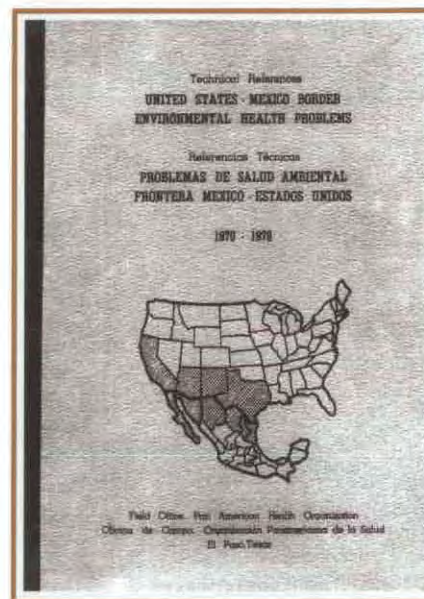 Technical References
UNITED STATES - MEXICO BORDER
ENVIRONMENTAL HEALTH PROBLEMS
Referencias Técnicas
PROBLEMAS DE SALUD AMBIENTAL
FRONTERA MEXICO - ESTADOS UNIDOS
1970 - 1978
Field Office. Pan American Health Organization
Oficina de Campo. Organización Panamericana de la Salud
El Paso, Texas